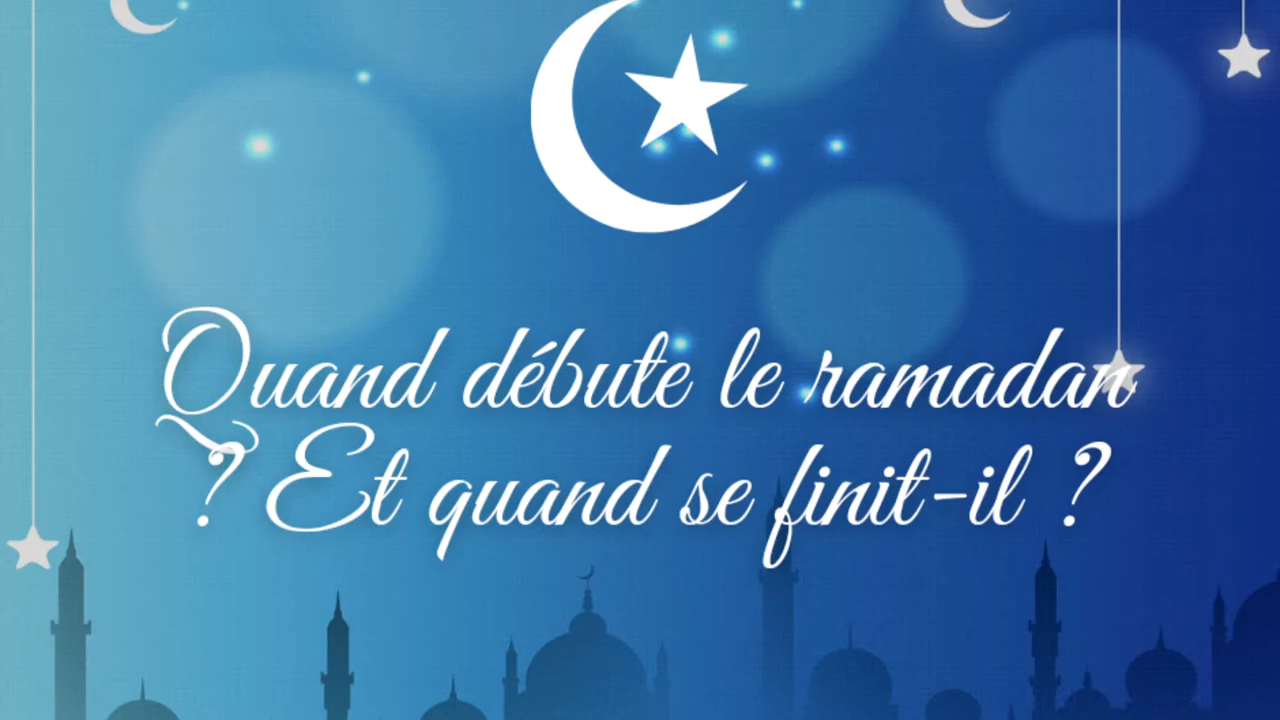 Quand débute le ramadan
? Et quand se finit-il ?